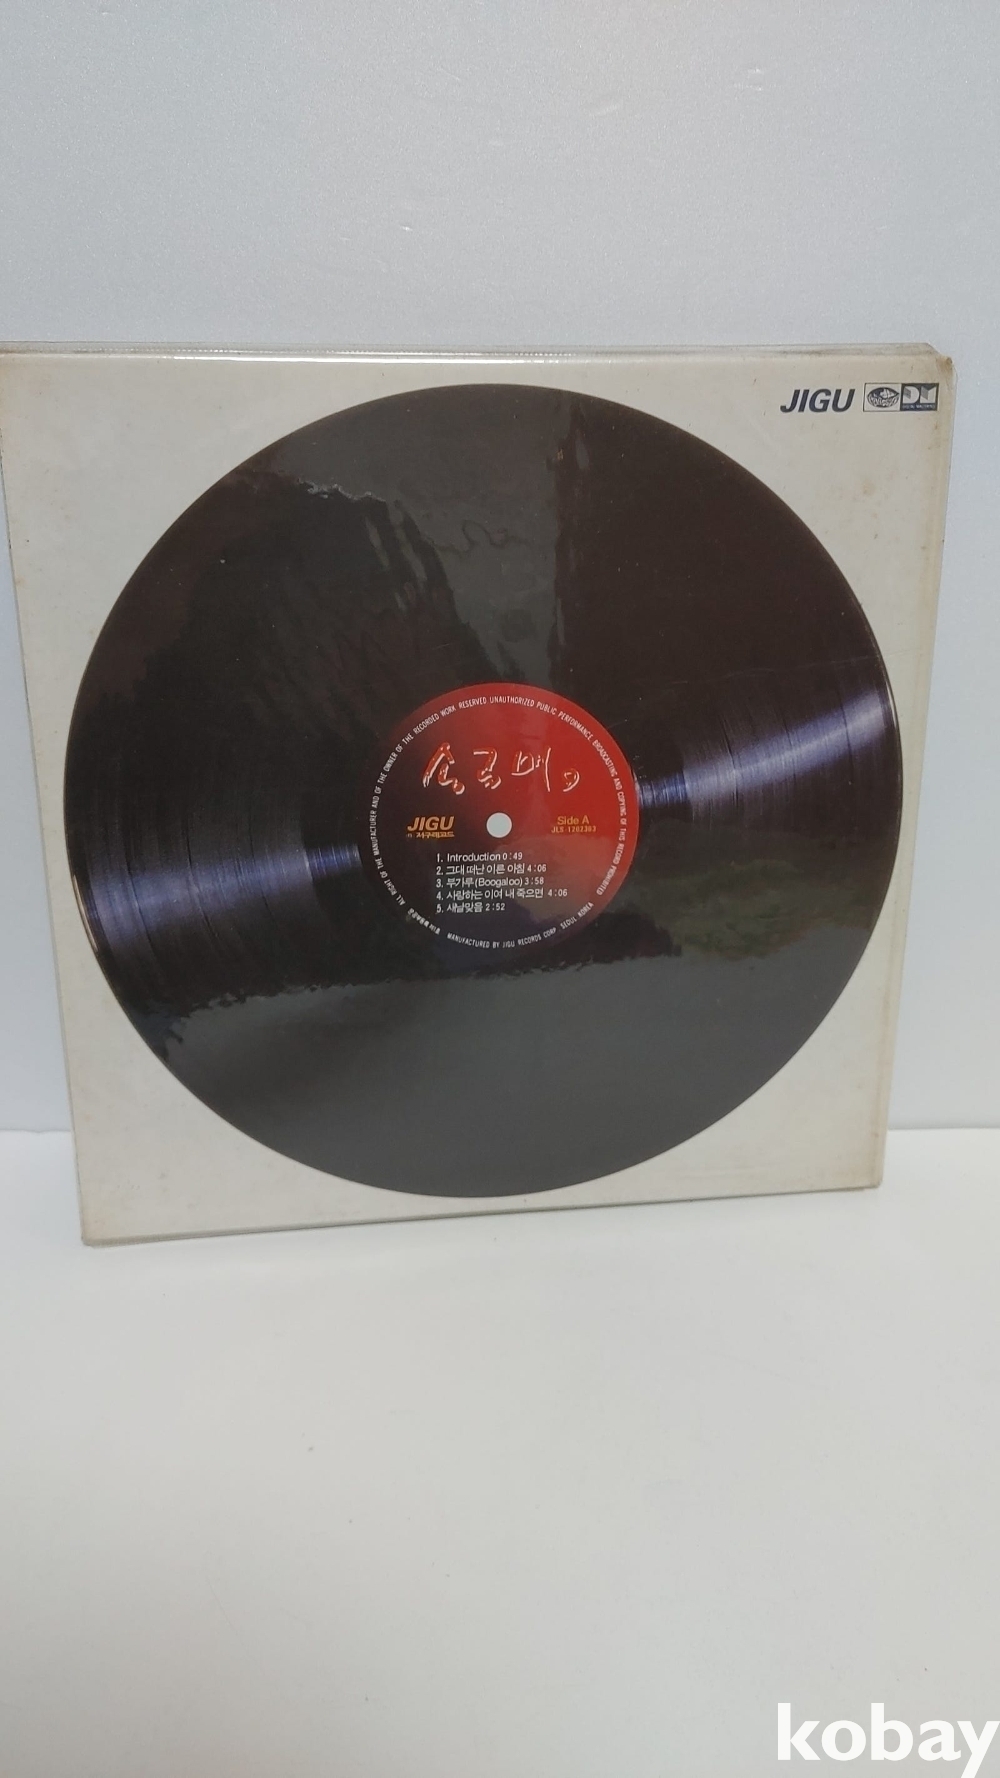 JIGU
송골매 9
ALL RIGHT OF THE MANUFACTURER AND OF THE OWNER OF THE RECORDED WORK RESERVED UNAUTHORIZED PUBLIC PERFORMANCE BROADCASTING AND COPYING OF THIS RECORD PROHIBITED
JIGU
지구레코드
Side A
JLS-1202363
1. Introduction 0:49
2. 그대 떠난 이른 아침 4:06
3. 부가루(Boogaloo) 3:58
4. 사랑하는 이여 내 죽으면 4:06
5. 새날맞음 2:52
MANUFACTURED BY JIGU RECORDS CORP. SEOUL KOREA
kobay